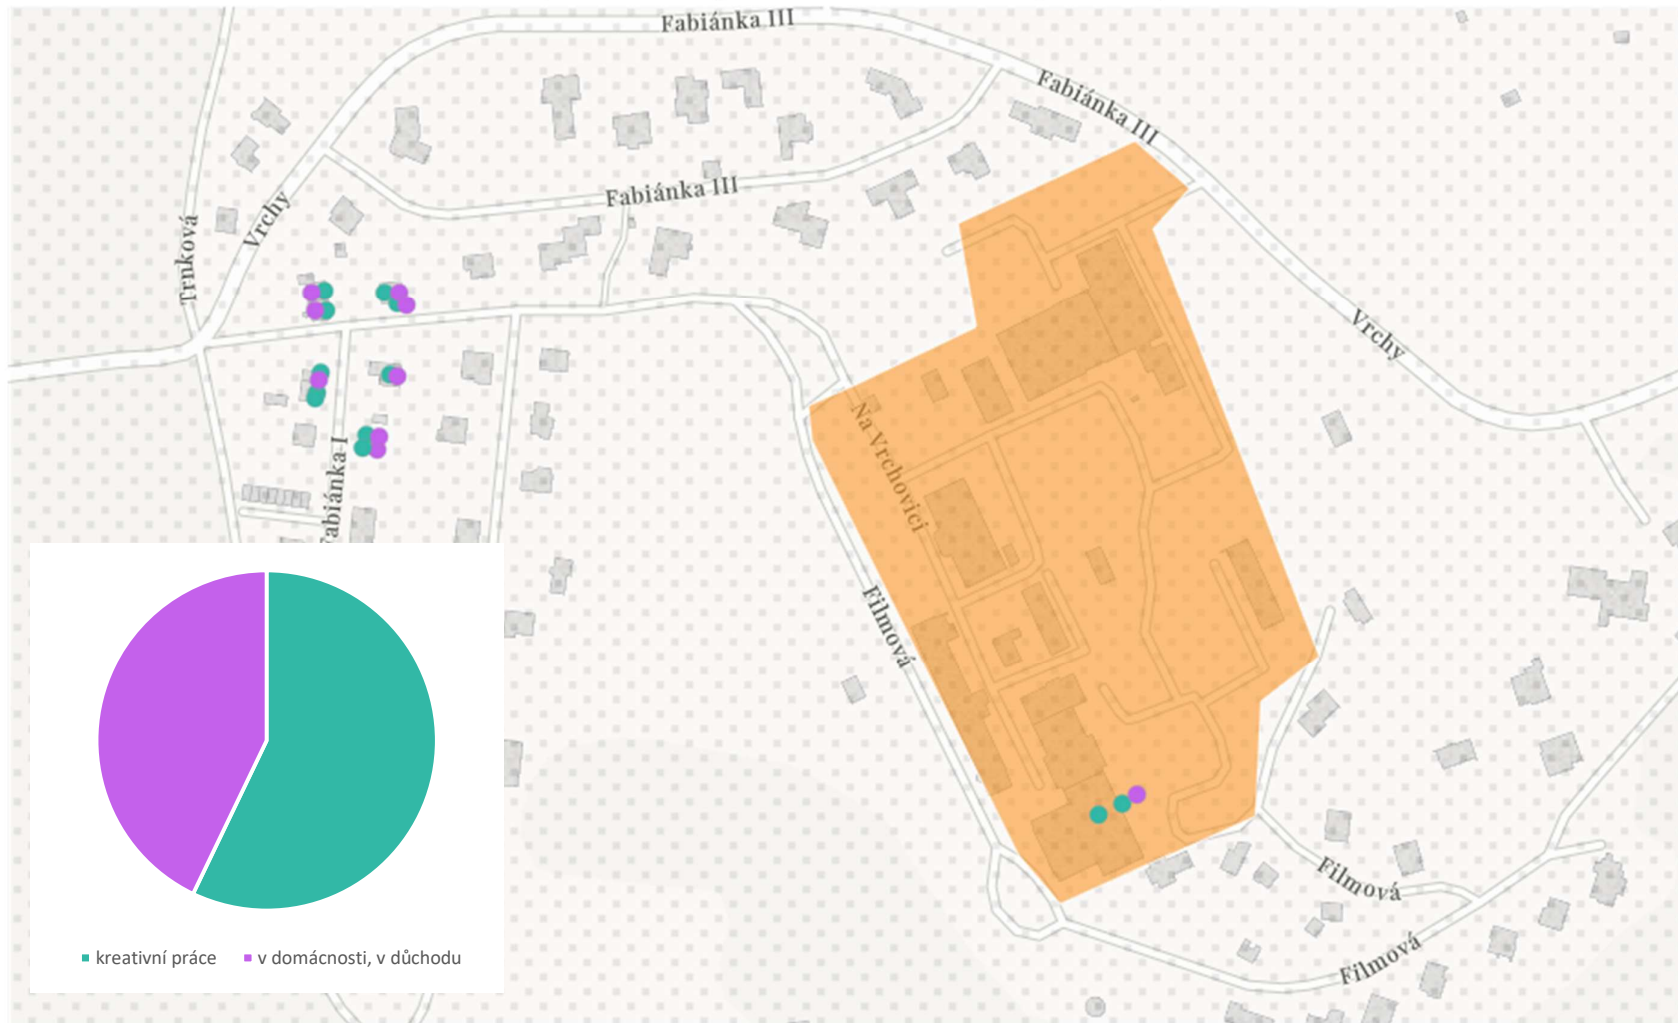 Fabiánka III
Fabiánka III
Fabiánka III
Trnková
Vrchy
Vrchy
Na Vrchovici
Fabiánka I
Filmová
Filmová
Filmová
kreativní práce
v domácnosti, v důchodu